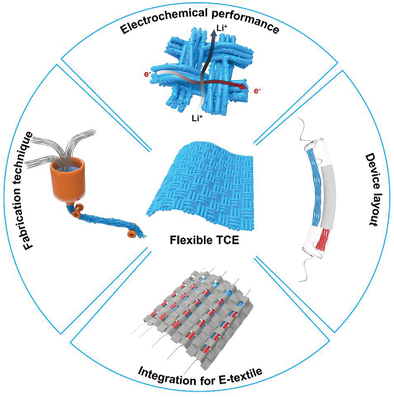 Electrochemical performance
Li⁺
e⁻
e⁻
Li⁺
Fabrication technique
Device layout
Flexible TCE
Integration for E-textile